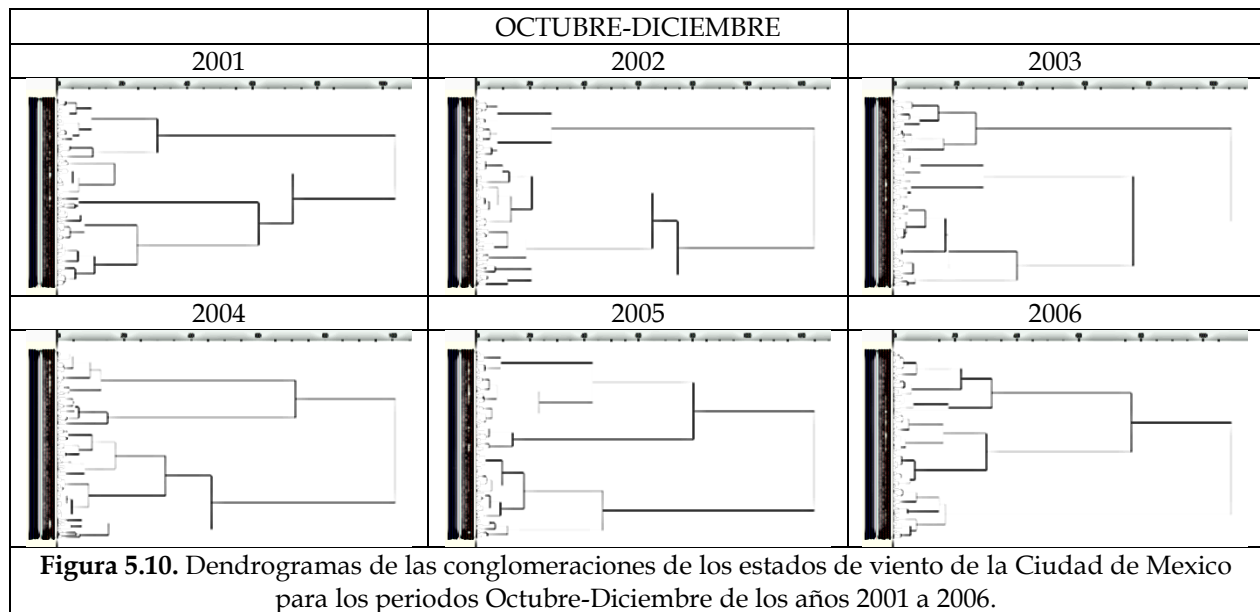 OCTUBRE-DICIEMBRE
2001 2002 2003
2004 2005 2006
Figura 5.10. Dendrogramas de las conglomeraciones de los estados de viento de la Ciudad de Mexico
para los periodos Octubre-Diciembre de los años 2001 a 2006.